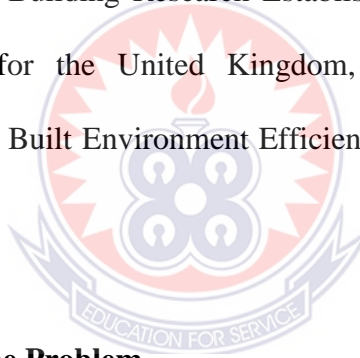 Building Research Establis
for the United Kingdom,
Built Environment Efficien
EDUCATION FOR SERVICE
e Problem